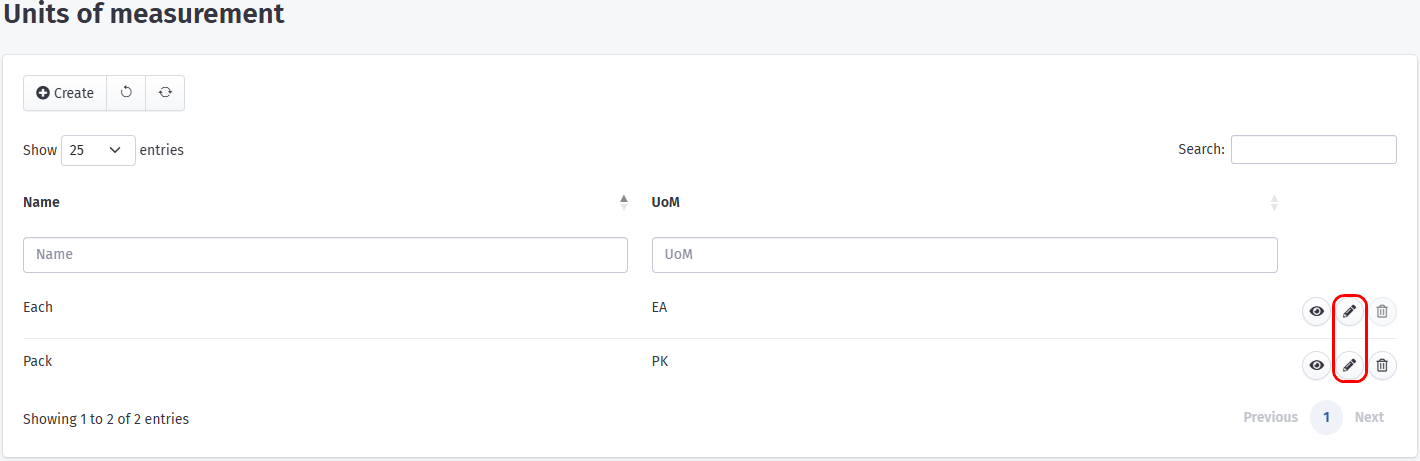 Units of measurement
Create
Show 25 entries Search:
Name UoM
Name UoM
Each EA
Pack PK
Showing 1 to 2 of 2 entries Previous 1 Next